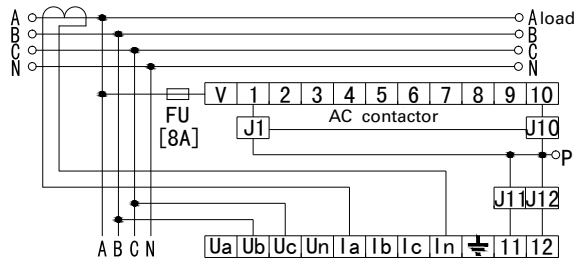 A A load
B B
C C
N N
V 1 2 3 4 5 6 7 8 9 10
FU
[8A]
AC contactor
J1 J10
P
J11 J12
A B C N
Ua Ub Uc Un Ia Ib Ic In 11 12